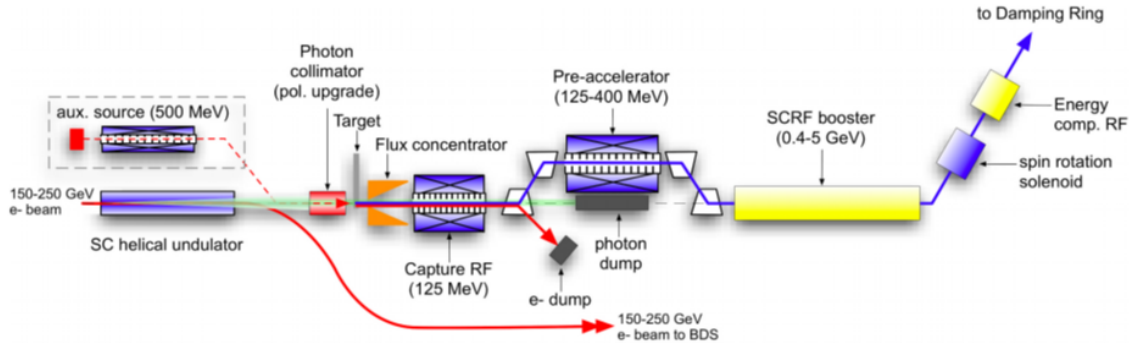 to Damping Ring
Photon
collimator
(pol. upgrade)
Pre-accelerator
(125-400 MeV)
aux. source (500 MeV)
Target
Flux concentrator
SCRF booster
(0.4-5 GeV)
Energy
comp. RF
spin rotation
solenoid
150-250 GeV
e- beam
SC helical undulator
Capture RF
(125 MeV)
photon
dump
e- dump
150-250 GeV
e- beam to BDS